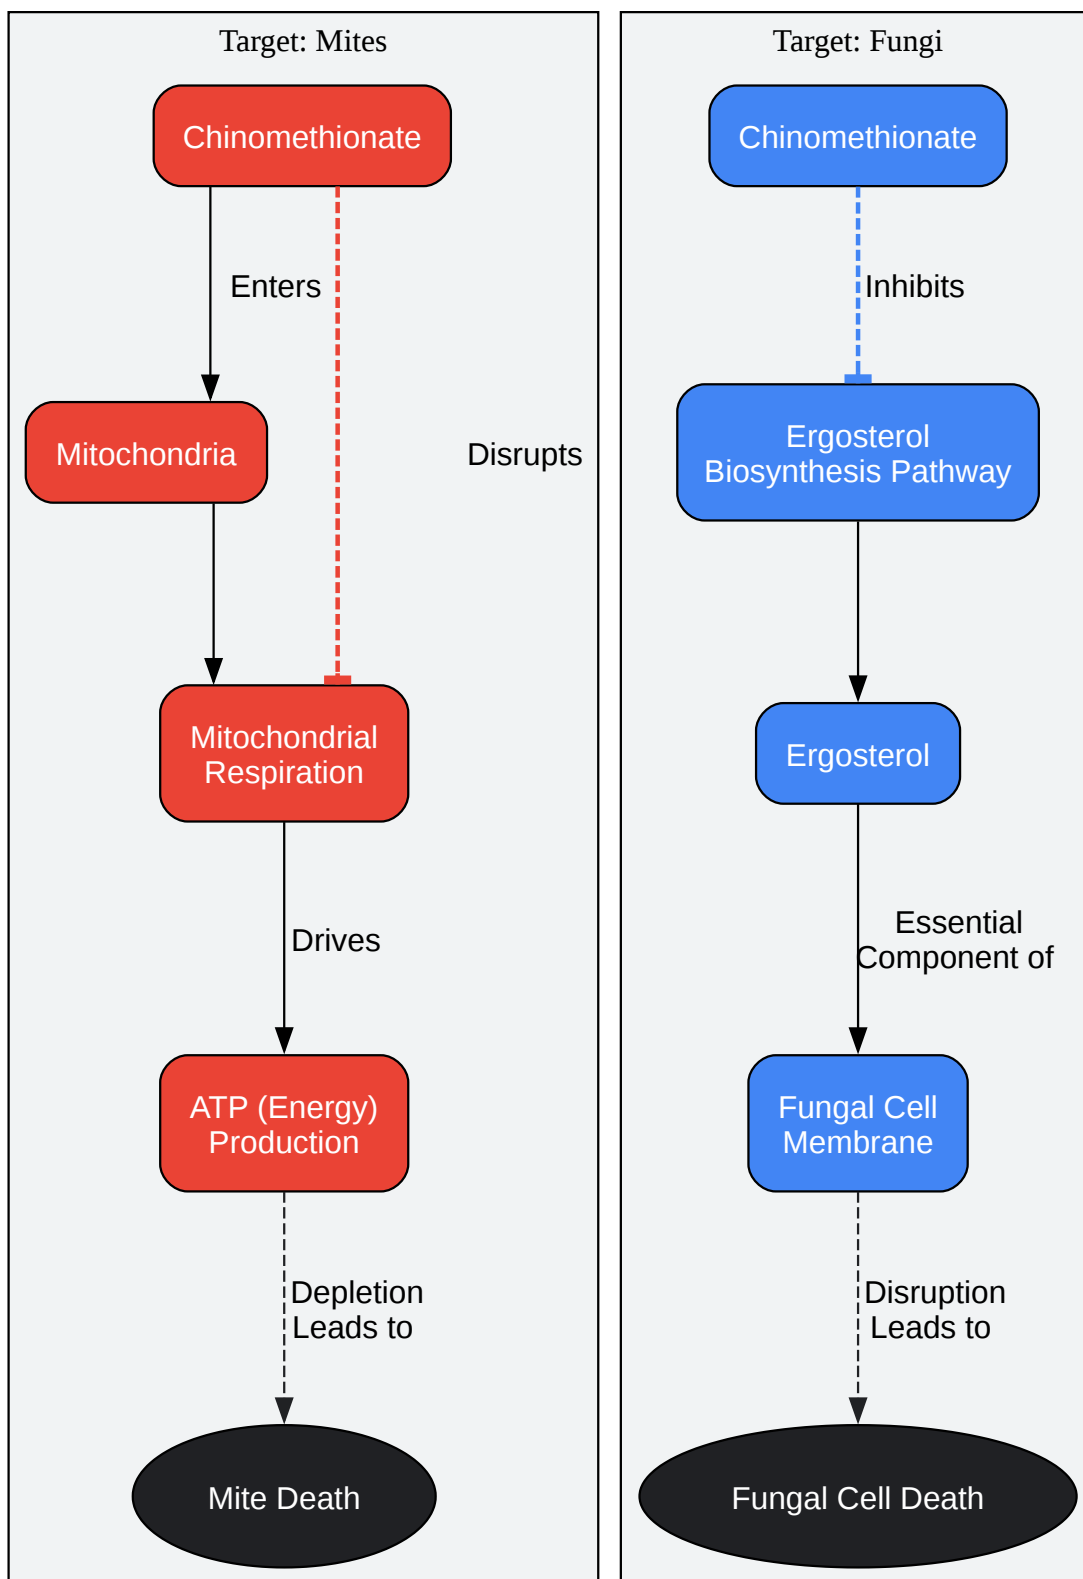 Target: Mites
Chinomethionate
Enters
Mitochondria
Disrupts
Mitochondrial
Respiration
Drives
ATP (Energy)
Production
Depletion
Leads to
Mite Death
Target: Fungi
Chinomethionate
Inhibits
Ergosterol
Biosynthesis Pathway
Ergosterol
Essential
Component of
Fungal Cell
Membrane
Disruption
Leads to
Fungal Cell Death